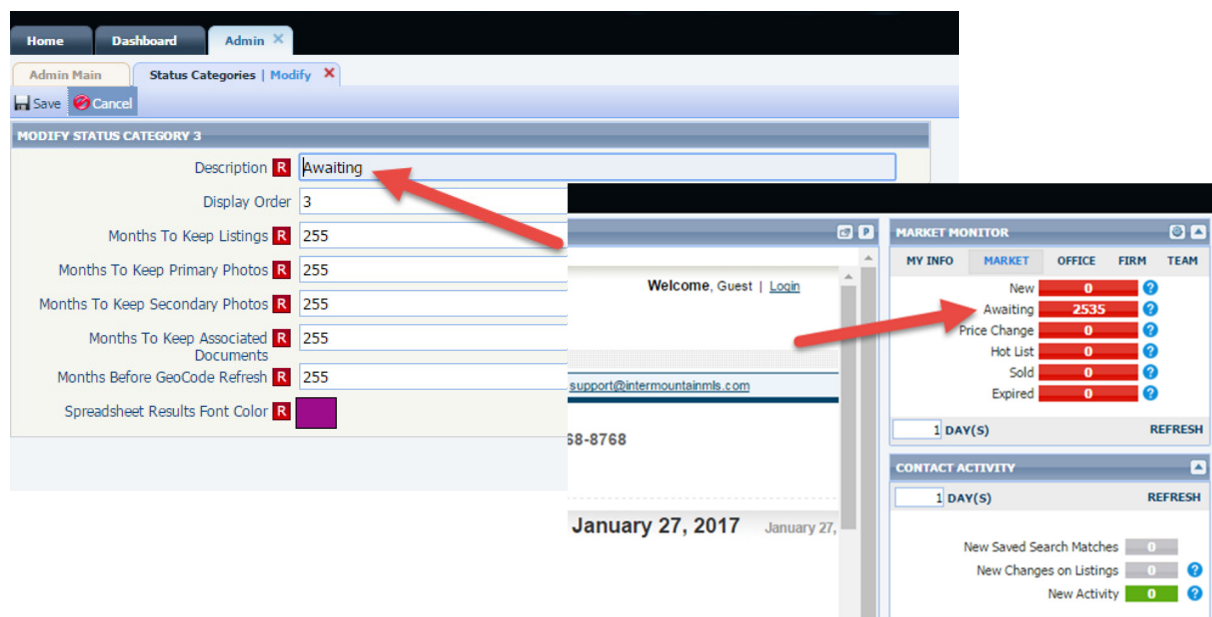 Home Dashboard Admin
Admin Main Status Categories | Modify
Save Cancel
MODIFY STATUS CATEGORY 3
Description R Awaiting
Display Order 3
Months To Keep Listings R 255
Months To Keep Primary Photos R 255
Months To Keep Secondary Photos R 255
Months To Keep Associated R 255
Documents
Months Before GeoCode Refresh R 255
Spreadsheet Results Font Color R
P
Welcome, Guest | Login
support@intermountainmls.com
68-8768
January 27, 2017 January 27,
MARKET MONITOR
MY INFO MARKET OFFICE FIRM TEAM
New 0 ?
Awaiting 2535 ?
Price Change 0 ?
Hot List 0 ?
Sold 0 ?
Expired 0 ?
1 DAY(S) REFRESH
CONTACT ACTIVITY
1 DAY(S) REFRESH
New Saved Search Matches 0
New Changes on Listings 0 ?
New Activity 0 ?